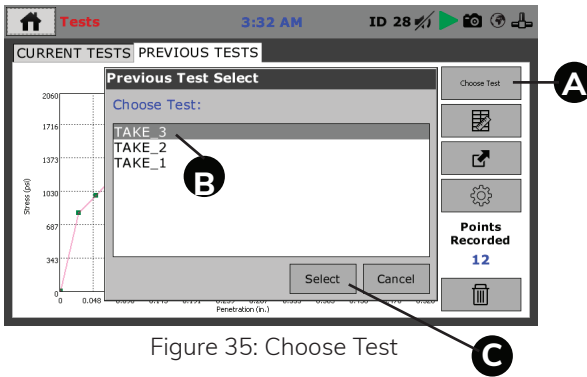 Tests 3:32 AM ID 28
CURRENT TESTS PREVIOUS TESTS
Previous Test Select
Choose Test:
TAKE_3
TAKE_2
TAKE_1
Select Cancel
Choose Test
Points
Recorded
12
2060
1716
1373
1030
687
343
0
Stress (psi)
0 0.048
Penetration (in.)
A
B
C
Figure 35: Choose Test